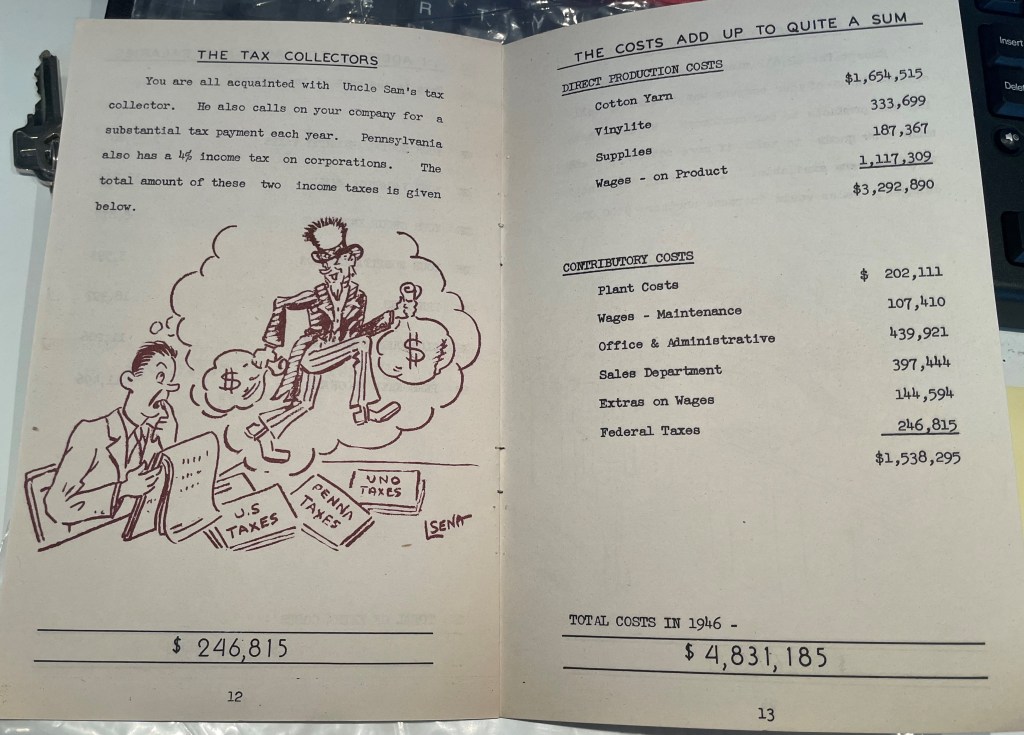 THE TAX COLLECTORS
You are all acquainted with Uncle Sam's tax
collector. He also calls on your company for a
substantial tax payment each year. Pennsylvania
also has a 4% income tax on corporations. The
total amount of these two income taxes is given
below.
$
$
U.S
TAXES
PENNA
TAXES
UNO
TAXES
SENA
$ 246,815
12
THE COSTS ADD UP TO QUITE A SUM
DIRECT PRODUCTION COSTS
Cotton Yarn $1,654,515
Vinylite 333,699
Supplies 187,367
Wages - on Product 1,117,309
$3,292,890
CONTRIBUTORY COSTS
Plant Costs $ 202,111
Wages - Maintenance 107,410
Office & Administrative 439,921
Sales Department 397,444
Extras on Wages 144,594
Federal Taxes 246,815
$1,538,295
TOTAL COSTS IN 1946 -
$ 4,831,185
13
R T Y
Insert